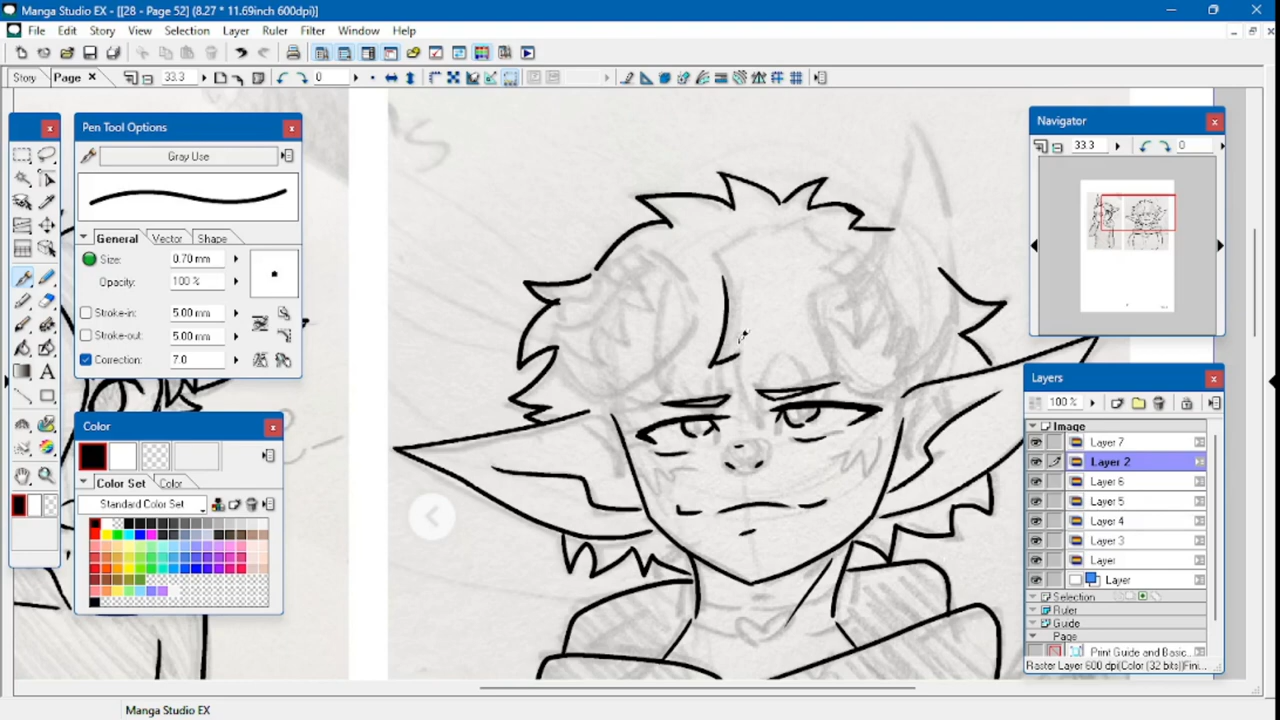 Manga Studio EX - [[28 - Page 52] (8.27 * 11.69inch 600dpi)]
File Edit Story View Selection Layer Ruler Filter Window Help
Story Page 33.3 0
Pen Tool Options
Gray Use
General Vector Shape
Size: 0.70 mm
Opacity: 100 %
Stroke-in: 5.00 mm
Stroke-out: 5.00 mm
Correction: 7.0
Color
Color Set Color
Standard Color Set
Navigator
33.3 0
Layers
100 %
Image
Layer 7
Layer 2
Layer 6
Layer 5
Layer 4
Layer 3
Layer
Layer
Selection
Ruler
Guide
Page
Print Guide and Basic..
Raster Layer 600 dpi(Color (32 bits)(Fini...
Manga Studio EX